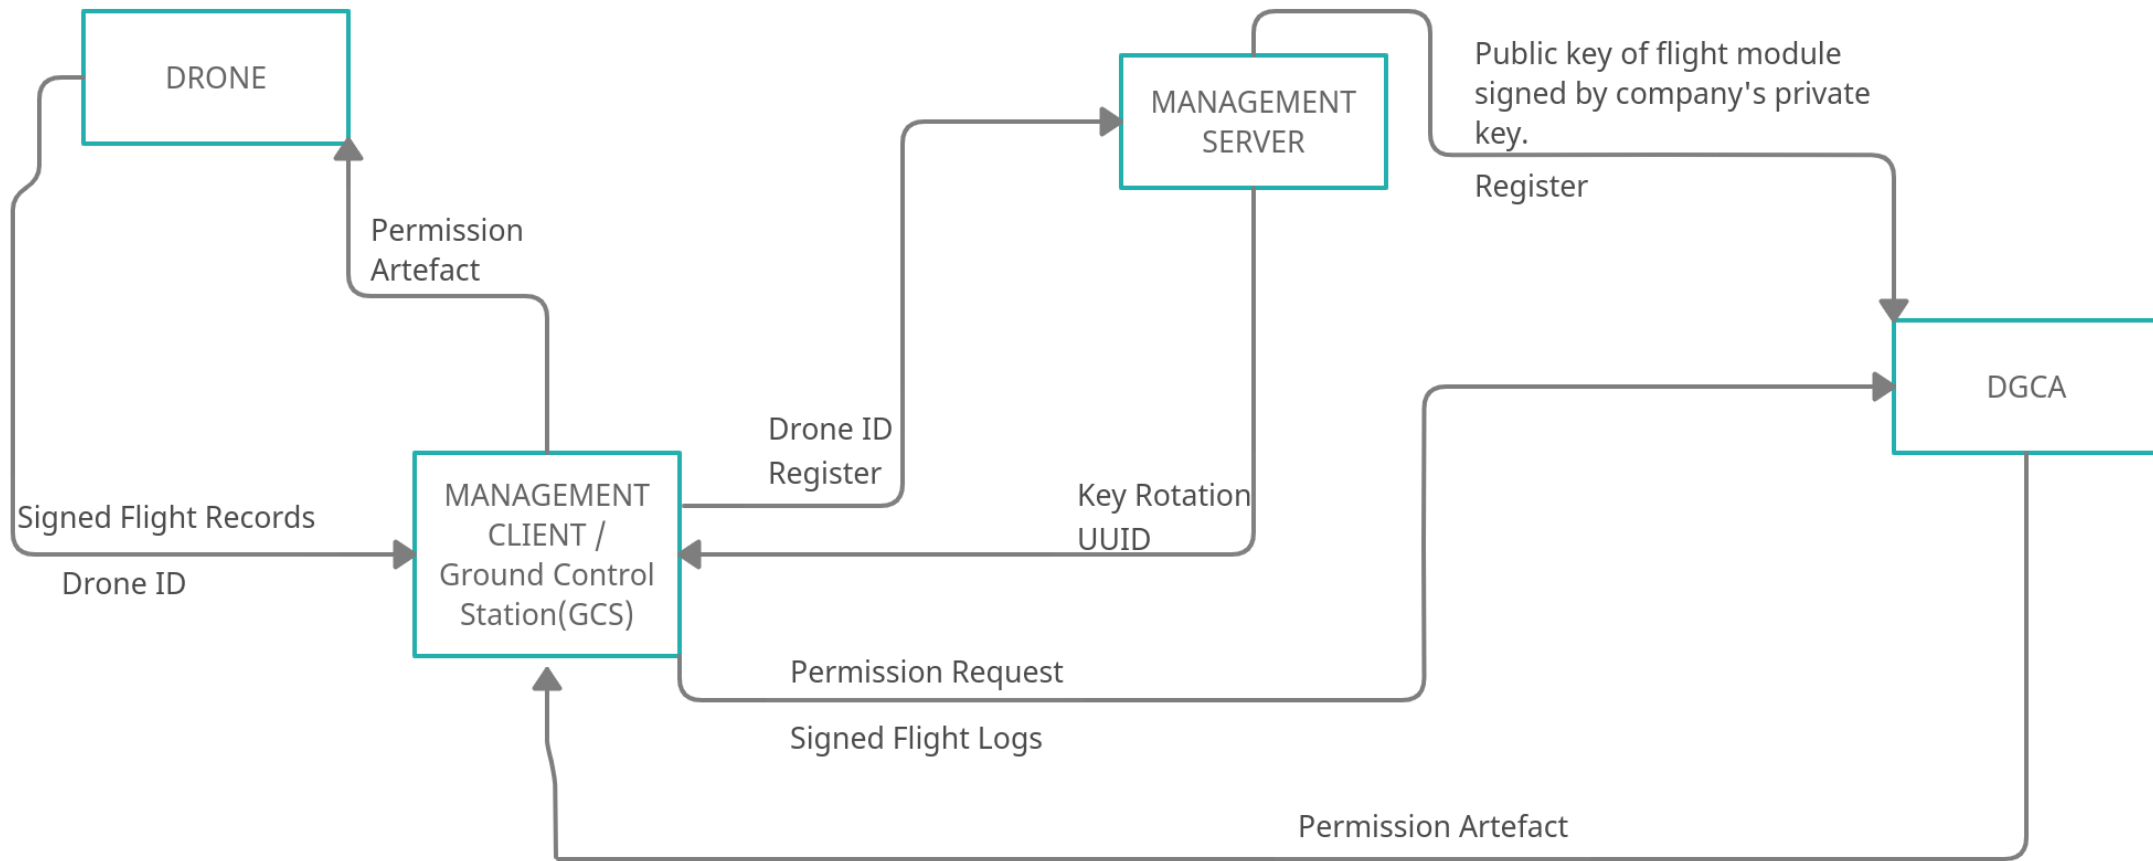 DRONE
MANAGEMENT
SERVER
Public key of flight module
signed by company's private
key.
Register
Permission
Artefact
DGCA
Drone ID
Register
MANAGEMENT
CLIENT /
Ground Control
Station(GCS)
Key Rotation
UUID
Signed Flight Records
Drone ID
Permission Request
Signed Flight Logs
Permission Artefact